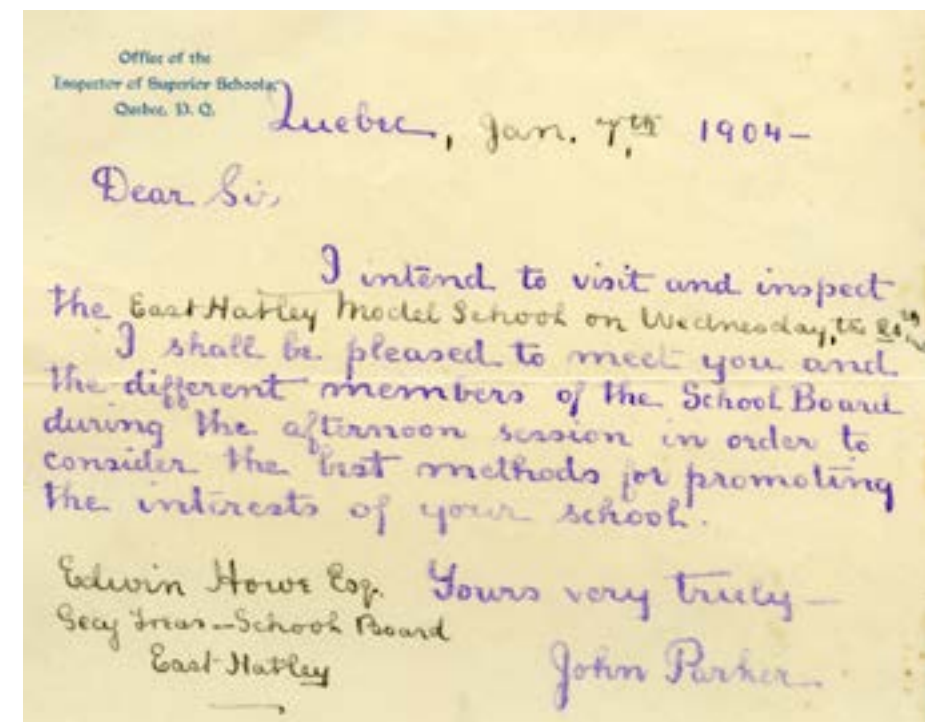 Office of the
Inspector of Superior Schools,
Quebec, P. Q.
Quebec, Jan. 7th, 1904-
Dear Sir,
I intend to visit and inspect
the East Hatley Model School on Wednesday, the 20th
I shall be pleased to meet you and
the different members of the School Board
during the afternoon session in order to
consider the best methods for promoting
the interests of your school.
Edwin Howe Esq. Yours very truly—
Secy Treas—School Board
East Hatley
John Parker